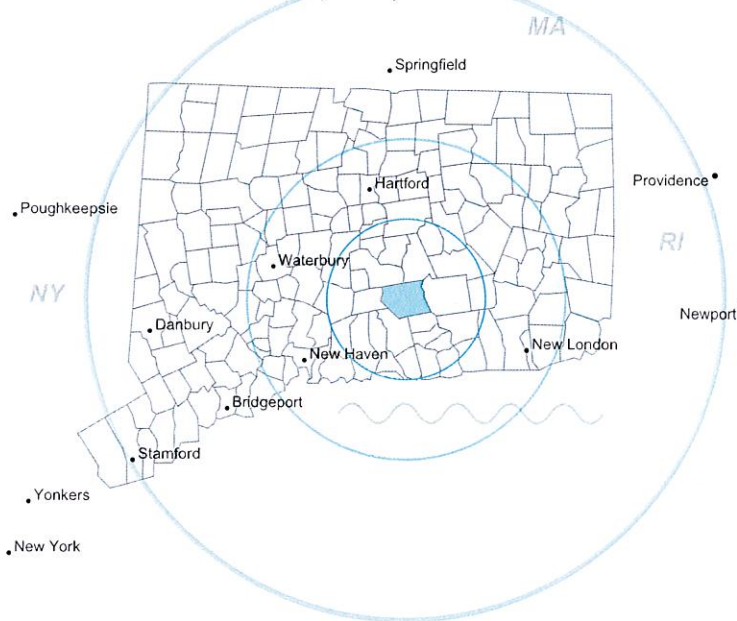 MA
Springfield
Hartford
Providence
Poughkeepsie
RI
Waterbury
NY
Newport
Danbury
New London
New Haven
Bridgeport
Stamford
Yonkers
New York